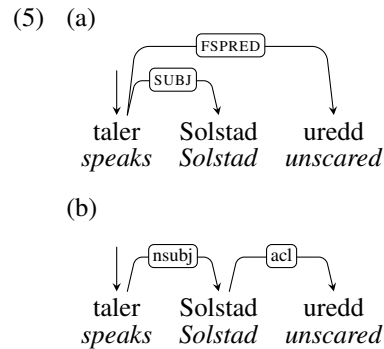 (5) (a)
FSPRED
SUBJ
taler Solstad uredd
speaks Solstad unscared
(b)
nsubj acl
taler Solstad uredd
speaks Solstad unscared